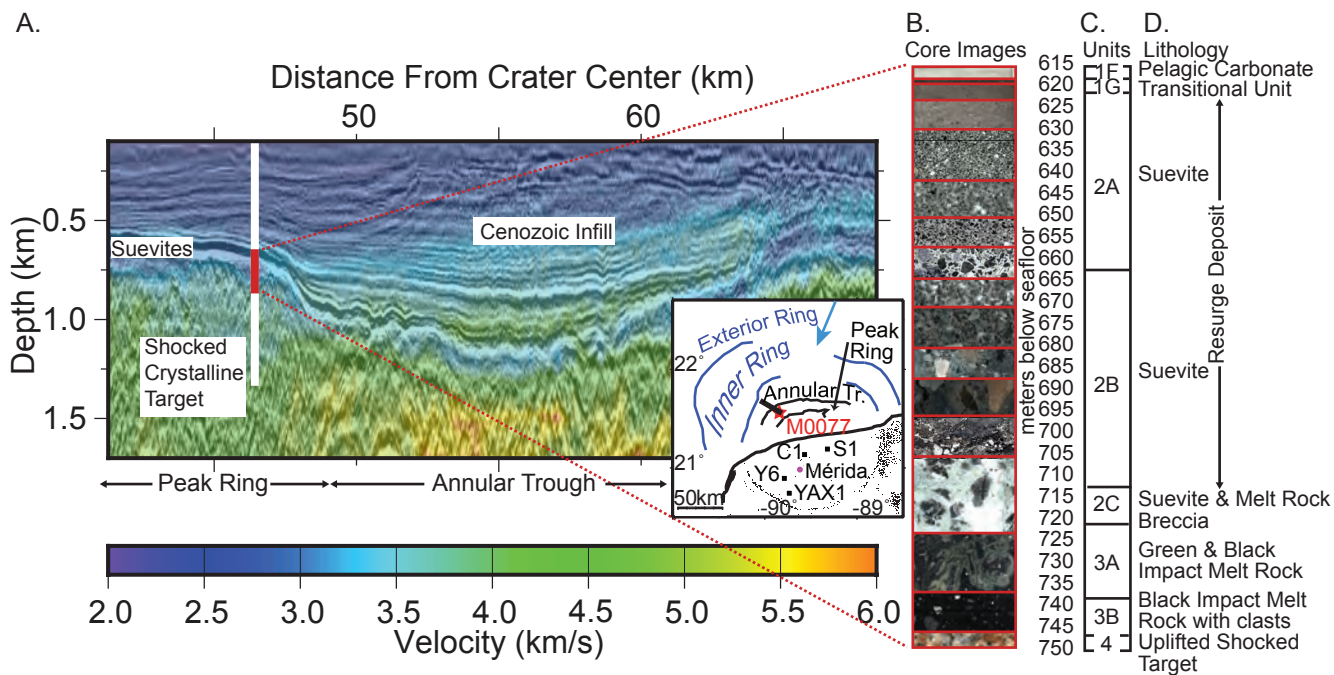 A.
Distance From Crater Center (km)
50
60
Depth (km)
0.5
1.0
1.5
Suevites
Cenozoic Infill
Shocked
Crystalline
Target
Peak Ring
Annular Trough
2.0
2.5
3.0
3.5
4.0
4.5
5.0
5.5
6.0
Velocity (km/s)
Exterior Ring
Inner Ring
Peak
Ring
Annular Tr.
M0077
C1
S1
Y6
Mérida
YAX1
22°
21°
50km
-90°
-89°
B.
Core Images
615
620
625
630
635
640
645
650
655
660
665
670
675
680
685
690
695
700
705
710
715
720
725
730
735
740
745
750
meters below seafloor
C.
Units
1F
1G
2A
2B
2C
3A
3B
4
D.
Lithology
Pelagic Carbonate
Transitional Unit
Suevite
Resurge Deposit
Suevite
Suevite & Melt Rock
Breccia
Green & Black
Impact Melt Rock
Black Impact Melt
Rock with clasts
Uplifted Shocked
Target